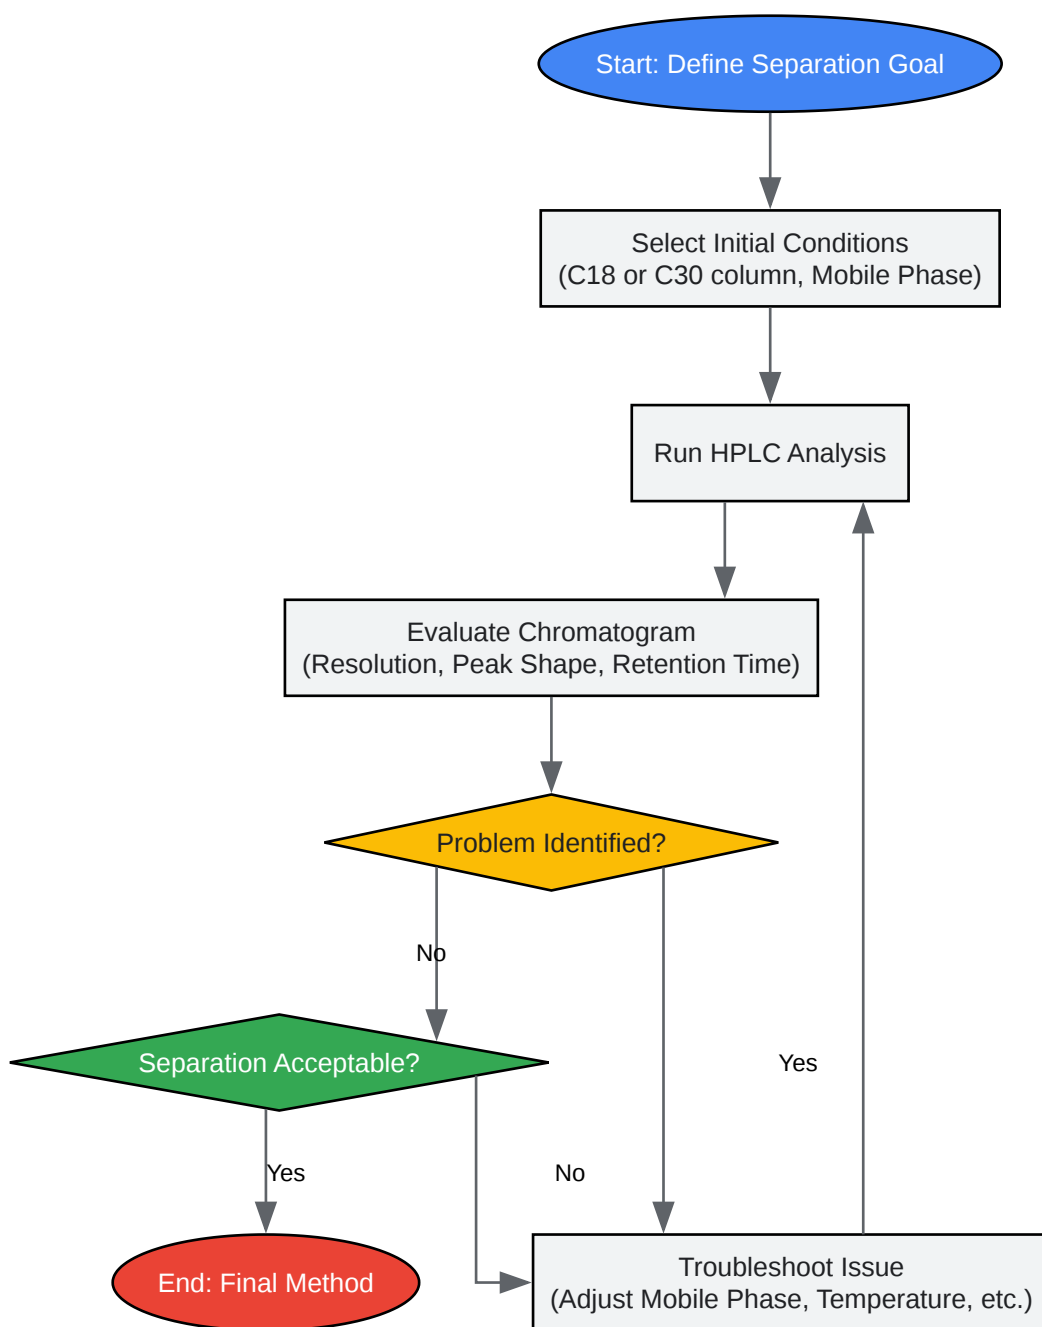 Start: Define Separation Goal
Select Initial Conditions
(C18 or C30 column, Mobile Phase)
Run HPLC Analysis
Evaluate Chromatogram
(Resolution, Peak Shape, Retention Time)
Problem Identified?
No
Separation Acceptable?
Yes
Yes
No
End: Final Method
Troubleshoot Issue
(Adjust Mobile Phase, Temperature, etc.)